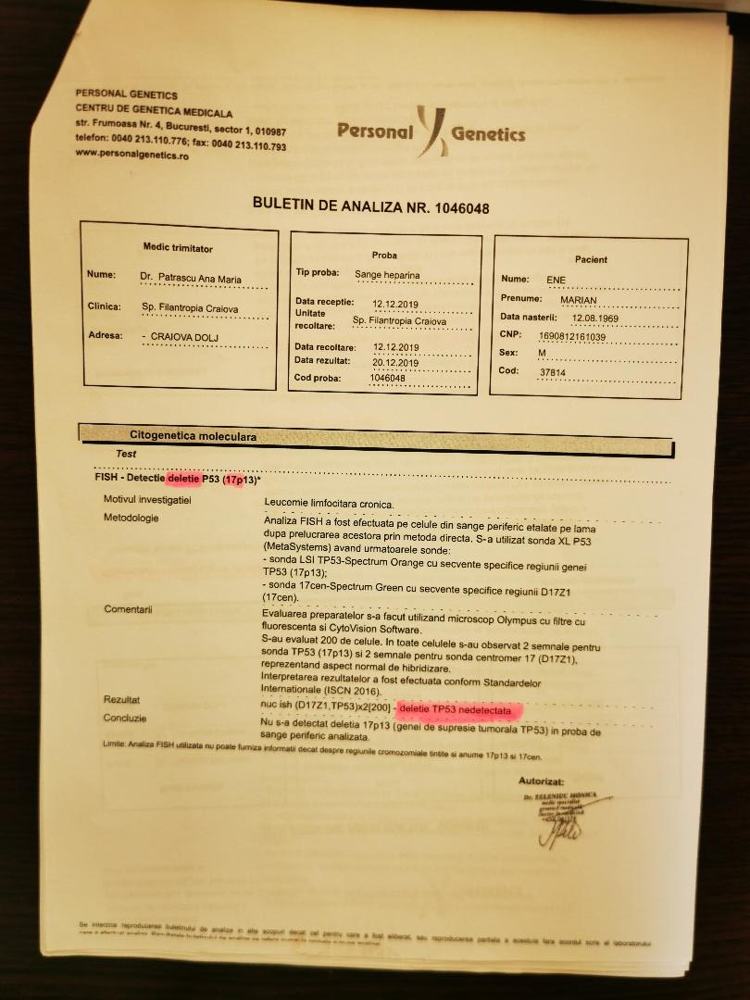 PERSONAL GENETICS
CENTRU DE GENETICA MEDICALA
str. Frumoasa Nr. 4, Bucuresti, sector 1, 010987
telefon: 0040 213.110.776; fax: 0040 213.110.793
www.personalgenetics.ro
Personal Genetics
BULETIN DE ANALIZA NR. 1046048
Medic trimitator
Nume: Dr. Patrascu Ana Maria
Clinica: Sp. Filantropia Craiova
Adresa: - CRAIOVA DOLJ
Proba
Tip proba: Sange heparina
Data receptie: 12.12.2019
Unitate recoltare: Sp. Filantropia Craiova
Data recoltare: 12.12.2019
Data rezultat: 20.12.2019
Cod proba: 1046048
Pacient
Nume: ENE
Prenume: MARIAN
Data nasterii: 12.08.1969
CNP: 1690812161039
Sex: M
Cod: 37814
Citogenetica moleculara
Test
FISH - Detectie deletie P53 (17p13)*
Motivul investigatiei Leucemie limfocitara cronica.
Metodologie Analiza FISH a fost efectuata pe celule din sange periferic etalate pe lama
dupa prelucrarea acestora prin metoda directa. S-a utilizat sonda XL P53
(MetaSystems) avand urmatoarele sonde:
- sonda LSI TP53-Spectrum Orange cu secvente specifice regiunii genei
TP53 (17p13);
- sonda 17cen-Spectrum Green cu secvente specifice regiunii D17Z1
(17cen).
Comentarii Evaluarea preparatelor s-a facut utilizand microscop Olympus cu filtre cu
fluorescenta si CytoVision Software.
S-au evaluat 200 de celule. In toate celulele s-au observat 2 semnale pentru
sonda TP53 (17p13) si 2 semnale pentru sonda centromer 17 (D17Z1),
reprezentand aspect normal de hibridizare.
Interpretarea rezultatelor a fost efectuata conform Standardelor
Internationale (ISCN 2016).
Rezultat nuc ish (D17Z1,TP53)x2[200] - deletie TP53 nedetectata
Concluzie Nu s-a detectat deletia 17p13 (genei de supresie tumorala TP53) in proba de
sange periferic analizata.
Limite: Analiza FISH utilizata nu poate furniza informatii decat despre regiunile cromozomiale tintite si anume 17p13 si 17cen.
Autorizat:
Dr. ZELENIUC MONICA
medic specialist
genetica medicala
Se interzice reproducerea buletinului de analize in alte scopuri decat cel pentru care a fost eliberat, sau reproducerea partiala a acestuia fara acordul scris al laboratorului
care a efectuat analiza.